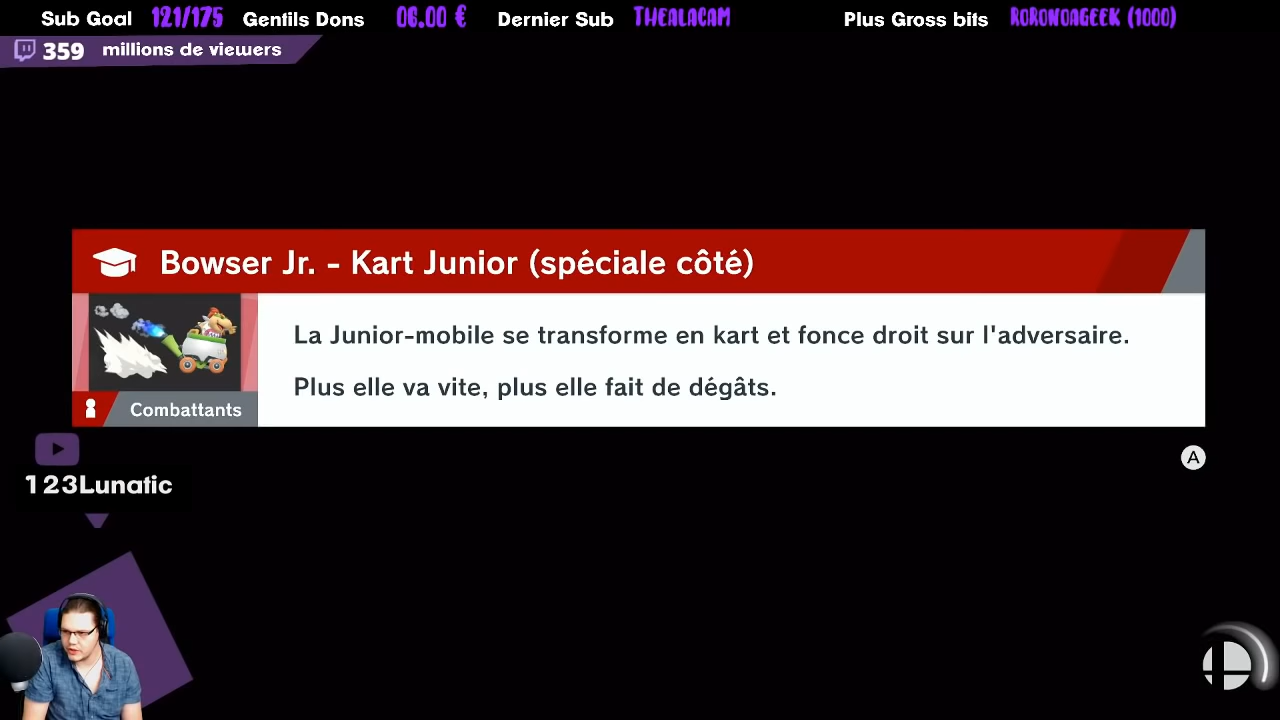 Sub Goal 121/175 Gentils Dons 06.00 € Dernier Sub THEALACAM Plus Gross bits RORONOAGEEK (1000)
359 millions de viewers
Bowser Jr. - Kart Junior (spéciale côté)
La Junior-mobile se transforme en kart et fonce droit sur l'adversaire.
Plus elle va vite, plus elle fait de dégâts.
Combattants
A
123Lunatic